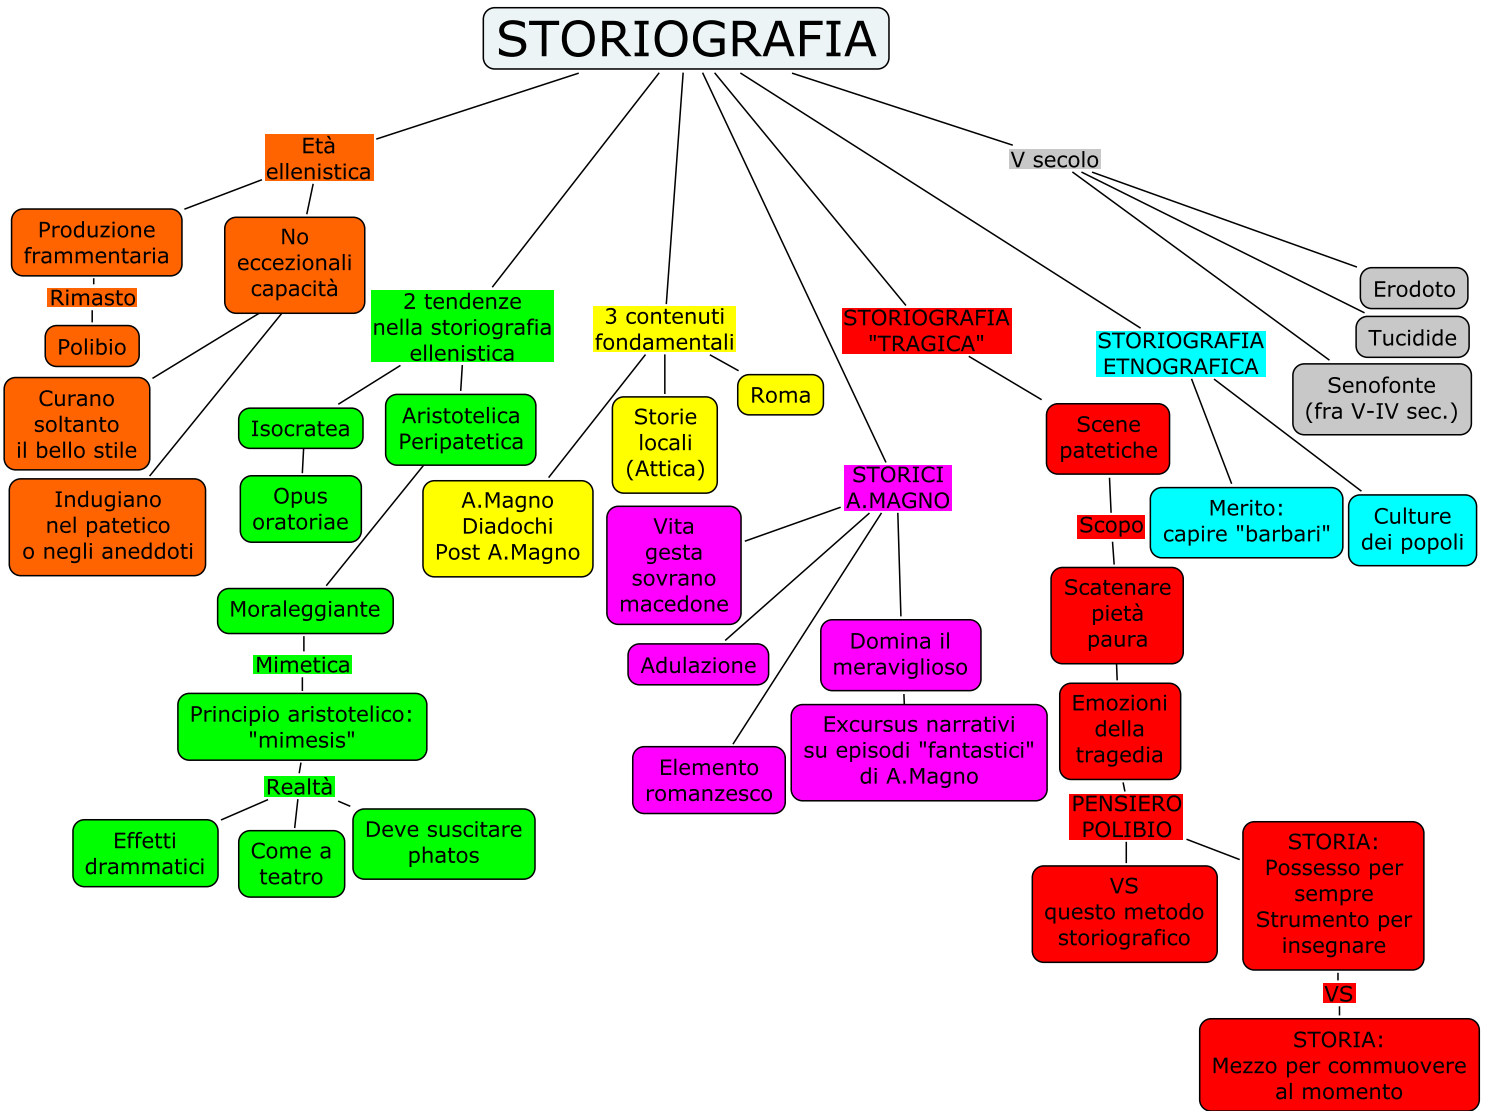 STORIOGRAFIA
Età
ellenistica
Produzione
frammentaria
Rimasto
Polibio
No
eccezionali
capacità
Curano
soltanto
il bello stile
Indugiano
nel patetico
o negli aneddoti
2 tendenze
nella storiografia
ellenistica
Isocratea
Opus
oratoriae
Aristotelica
Peripatetica
Moraleggiante
Mimetica
Principio aristotelico:
"mimesis"
Realtà
Effetti
drammatici
Come a
teatro
Deve suscitare
phatos
3 contenuti
fondamentali
A.Magno
Diadochi
Post A.Magno
Storie
locali
(Attica)
Roma
STORICI
A.MAGNO
Vita
gesta
sovrano
macedone
Adulazione
Elemento
romanzesco
Domina il
meraviglioso
Excursus narrativi
su episodi "fantastici"
di A.Magno
STORIOGRAFIA
"TRAGICA"
Scene
patetiche
Scopo
Scatenare
pietà
paura
Emozioni
della
tragedia
PENSIERO
POLIBIO
VS
questo metodo
storiografico
STORIA:
Possesso per
sempre
Strumento per
insegnare
VS
STORIA:
Mezzo per commuovere
al momento
STORIOGRAFIA
ETNOGRAFICA
Merito:
capire "barbari"
Culture
dei popoli
V secolo
Erodoto
Tucidide
Senofonte
(fra V-IV sec.)